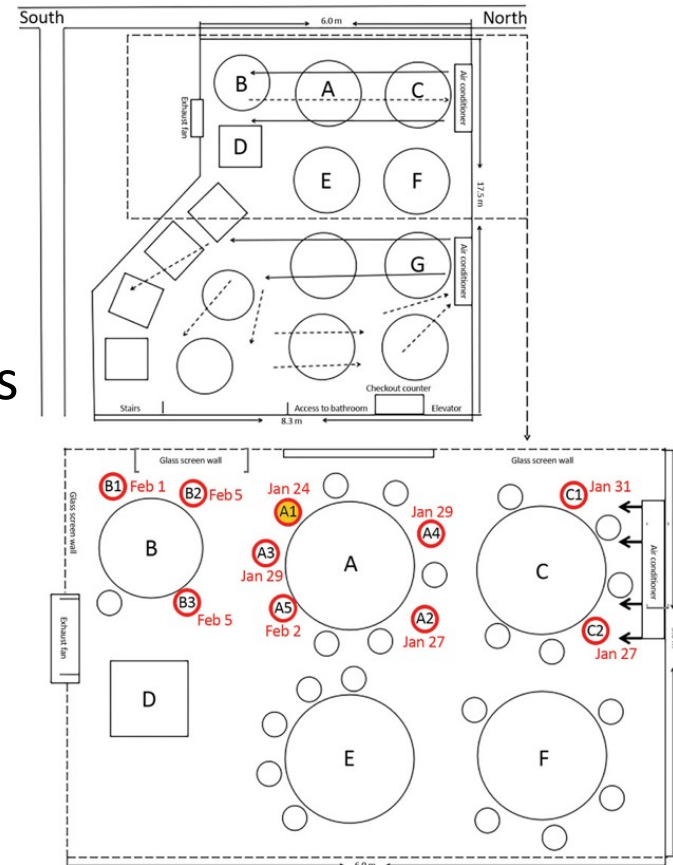 South
North
6.0 m
B
A
C
Air conditioner
Exhaust fan
D
E
F
17.5 m
G
Air conditioner
s
Checkout counter
Stairs
Access to bathroom
Elevator
8.3 m
Glass screen wall
Glass screen wall
Glass screen wall
B1 Feb 1
B2 Feb 5
Jan 24
A1
C1 Jan 31
Jan 29
A4
B
A3
Jan 29
A
C
Air conditioner
B3
Feb 5
A5
Feb 2
A2
Jan 27
C2
Jan 27
Exhaust fan
D
E
F
6.0 m